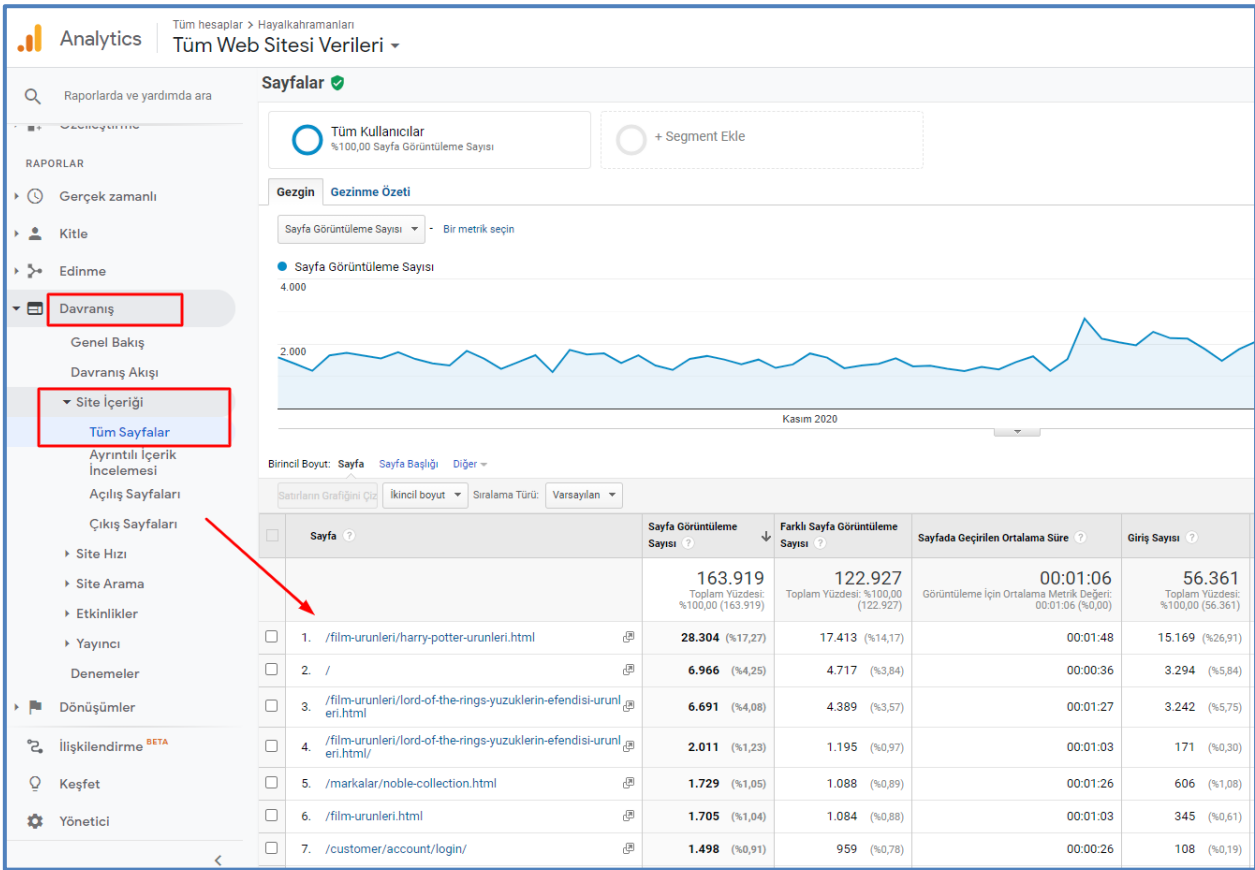 Analytics
Tüm hesaplar > Hayalkahramanları
Tüm Web Sitesi Verileri
Raporlarda ve yardımda ara
Özelleştirme
RAPORLAR
Gerçek zamanlı
Kitle
Edinme
Davranış
Genel Bakış
Davranış Akışı
Site İçeriği
Tüm Sayfalar
Ayrıntılı İçerik
İncelemesi
Açılış Sayfaları
Çıkış Sayfaları
Site Hızı
Site Arama
Etkinlikler
Yayıncı
Denemeler
Dönüşümler
İlişkilendirme BETA
Keşfet
Yönetici
Sayfalar
Tüm Kullanıcılar
%100,00 Sayfa Görüntüleme Sayısı
+ Segment Ekle
Gezgin Gezinme Özeti
Sayfa Görüntüleme Sayısı - Bir metrik seçin
Sayfa Görüntüleme Sayısı
4.000
2.000
Kasım 2020
Birincil Boyut: Sayfa Sayfa Başlığı Diğer
Satırların Grafiğini Çiz İkincil boyut Sıralama Türü: Varsayılan
Sayfa ? Sayfa Görüntüleme Sayısı ? Farklı Sayfa Görüntüleme Sayısı ? Sayfada Geçirilen Ortalama Süre ? Giriş Sayısı ?
163.919 122.927 00:01:06 56.361
Toplam Yüzdesi: %100,00 (163.919) Toplam Yüzdesi: %100,00 (122.927) Görüntüleme İçin Ortalama Metrik Değeri: 00:01:06 (%0,00) Toplam Yüzdesi: %100,00 (56.361)
1. /film-urunleri/harry-potter-urunleri.html 28.304 (%17,27) 17.413 (%14,17) 00:01:48 15.169 (%26,91)
2. / 6.966 (%4,25) 4.717 (%3,84) 00:00:36 3.294 (%5,84)
3. /film-urunleri/lord-of-the-rings-yuzuklerin-efendisi-urunl
eri.html 6.691 (%4,08) 4.389 (%3,57) 00:01:27 3.242 (%5,75)
4. /film-urunleri/lord-of-the-rings-yuzuklerin-efendisi-urunl
eri.html/ 2.011 (%1,23) 1.195 (%0,97) 00:01:03 171 (%0,30)
5. /markalar/noble-collection.html 1.729 (%1,05) 1.088 (%0,89) 00:01:26 606 (%1,08)
6. /film-urunleri.html 1.705 (%1,04) 1.084 (%0,88) 00:01:03 345 (%0,61)
7. /customer/account/login/ 1.498 (%0,91) 959 (%0,78) 00:00:26 108 (%0,19)